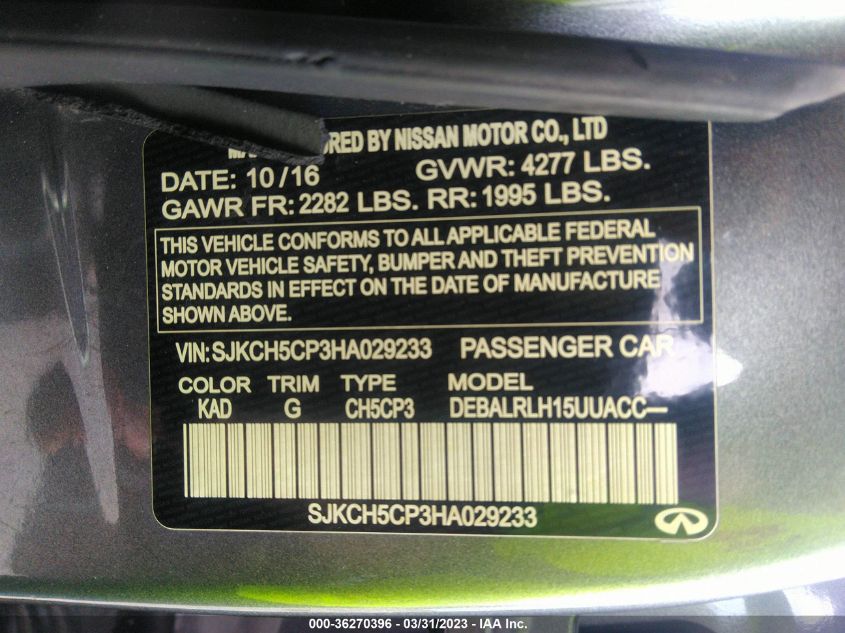 BY NISSAN MOTOR CO., LTD
DATE: 10/16 GVWR: 4277 LBS.
GAWR FR: 2282 LBS. RR: 1995 LBS.
THIS VEHICLE CONFORMS TO ALL APPLICABLE FEDERAL
MOTOR VEHICLE SAFETY, BUMPER AND THEFT PREVENTION
STANDARDS IN EFFECT ON THE DATE OF MANUFACTURE
SHOWN ABOVE.
VIN: SJKCH5CP3HA029233 PASSENGER CAR
COLOR TRIM TYPE MODEL
KAD G CH5CP3 DEBALRLH15UUACC—
SJKCH5CP3HA029233
000-36270396 - 03/31/2023 - © IAA Inc.